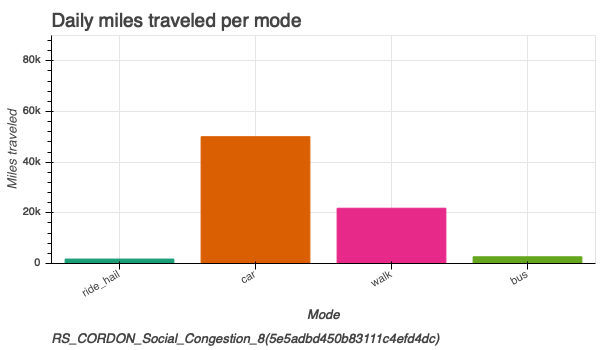 Daily miles traveled per mode
80k
60k
40k
20k
0
Miles traveled
ride_hail
car
walk
bus
Mode
RS_CORDON_Social_Congestion_8(5e5adbd450b83111c4efd4dc)